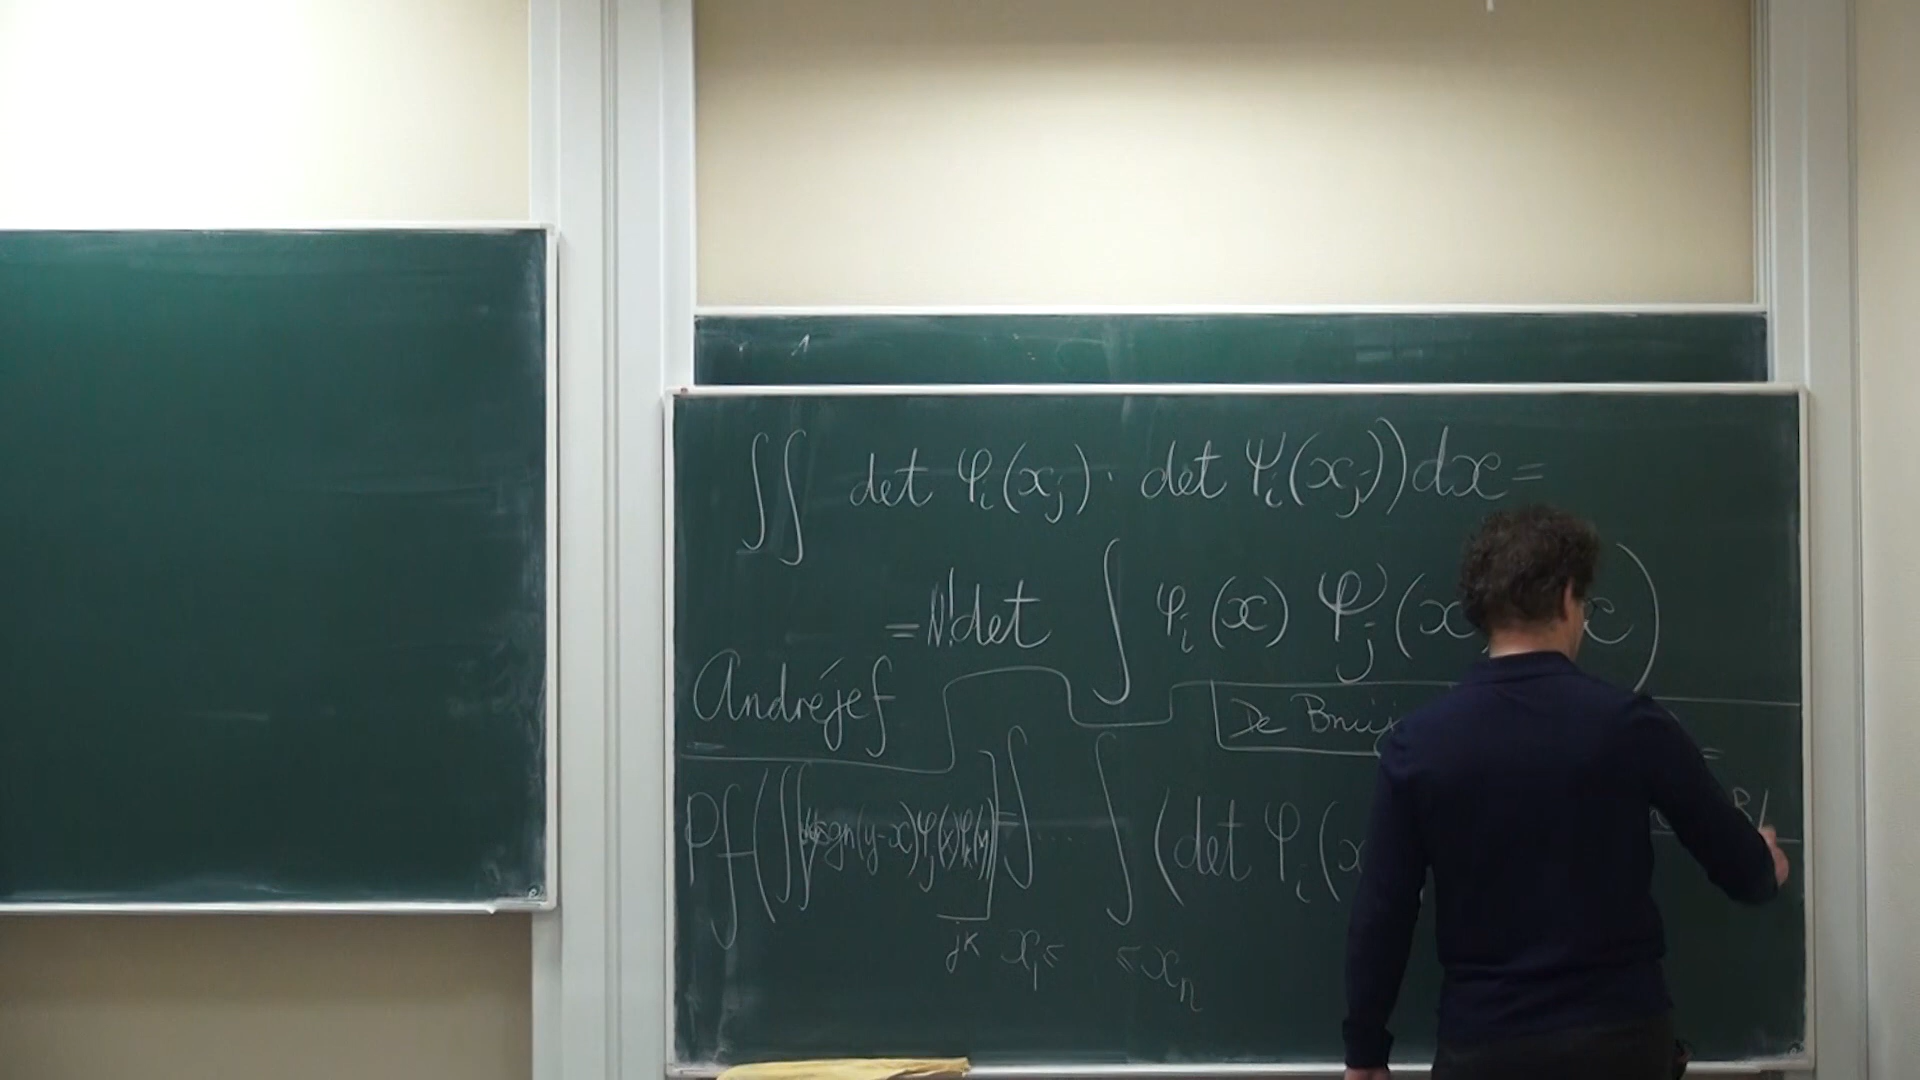 ∫∫ det φ_i(x_j) · det ψ_i(x_j)) dx =
= N! det ∫ φ_i(x) ψ_j(x
Andréjef
De Bruij
Pf(∫∫ sgn(y-x)φ_j(x)φ_k(y)]_{jk} = ∫ ... ∫ (det φ_i(x
x_1 ≤ ≤ x_n